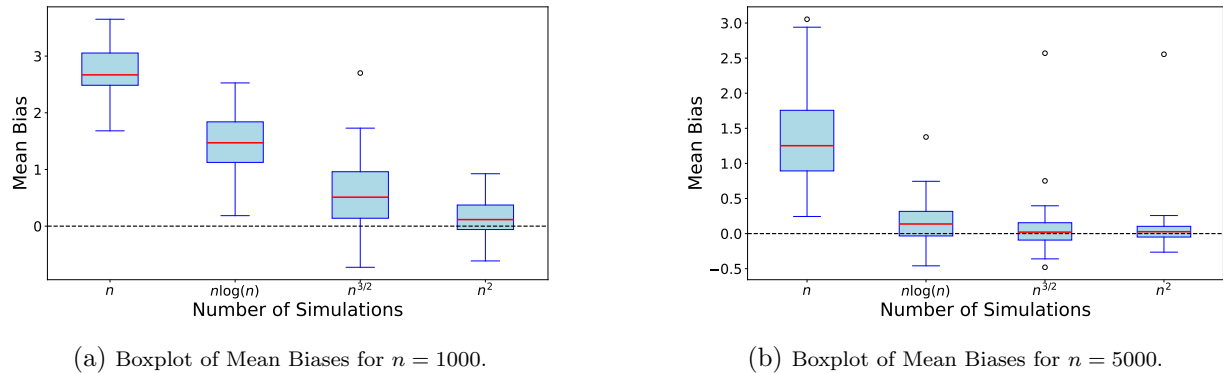 Mean Bias
3
2
1
0
n
nlog(n)
n^{3/2}
n^2
Number of Simulations
(a) Boxplot of Mean Biases for n = 1000.
Mean Bias
3.0
2.5
2.0
1.5
1.0
0.5
0.0
−0.5
n
nlog(n)
n^{3/2}
n^2
Number of Simulations
(b) Boxplot of Mean Biases for n = 5000.